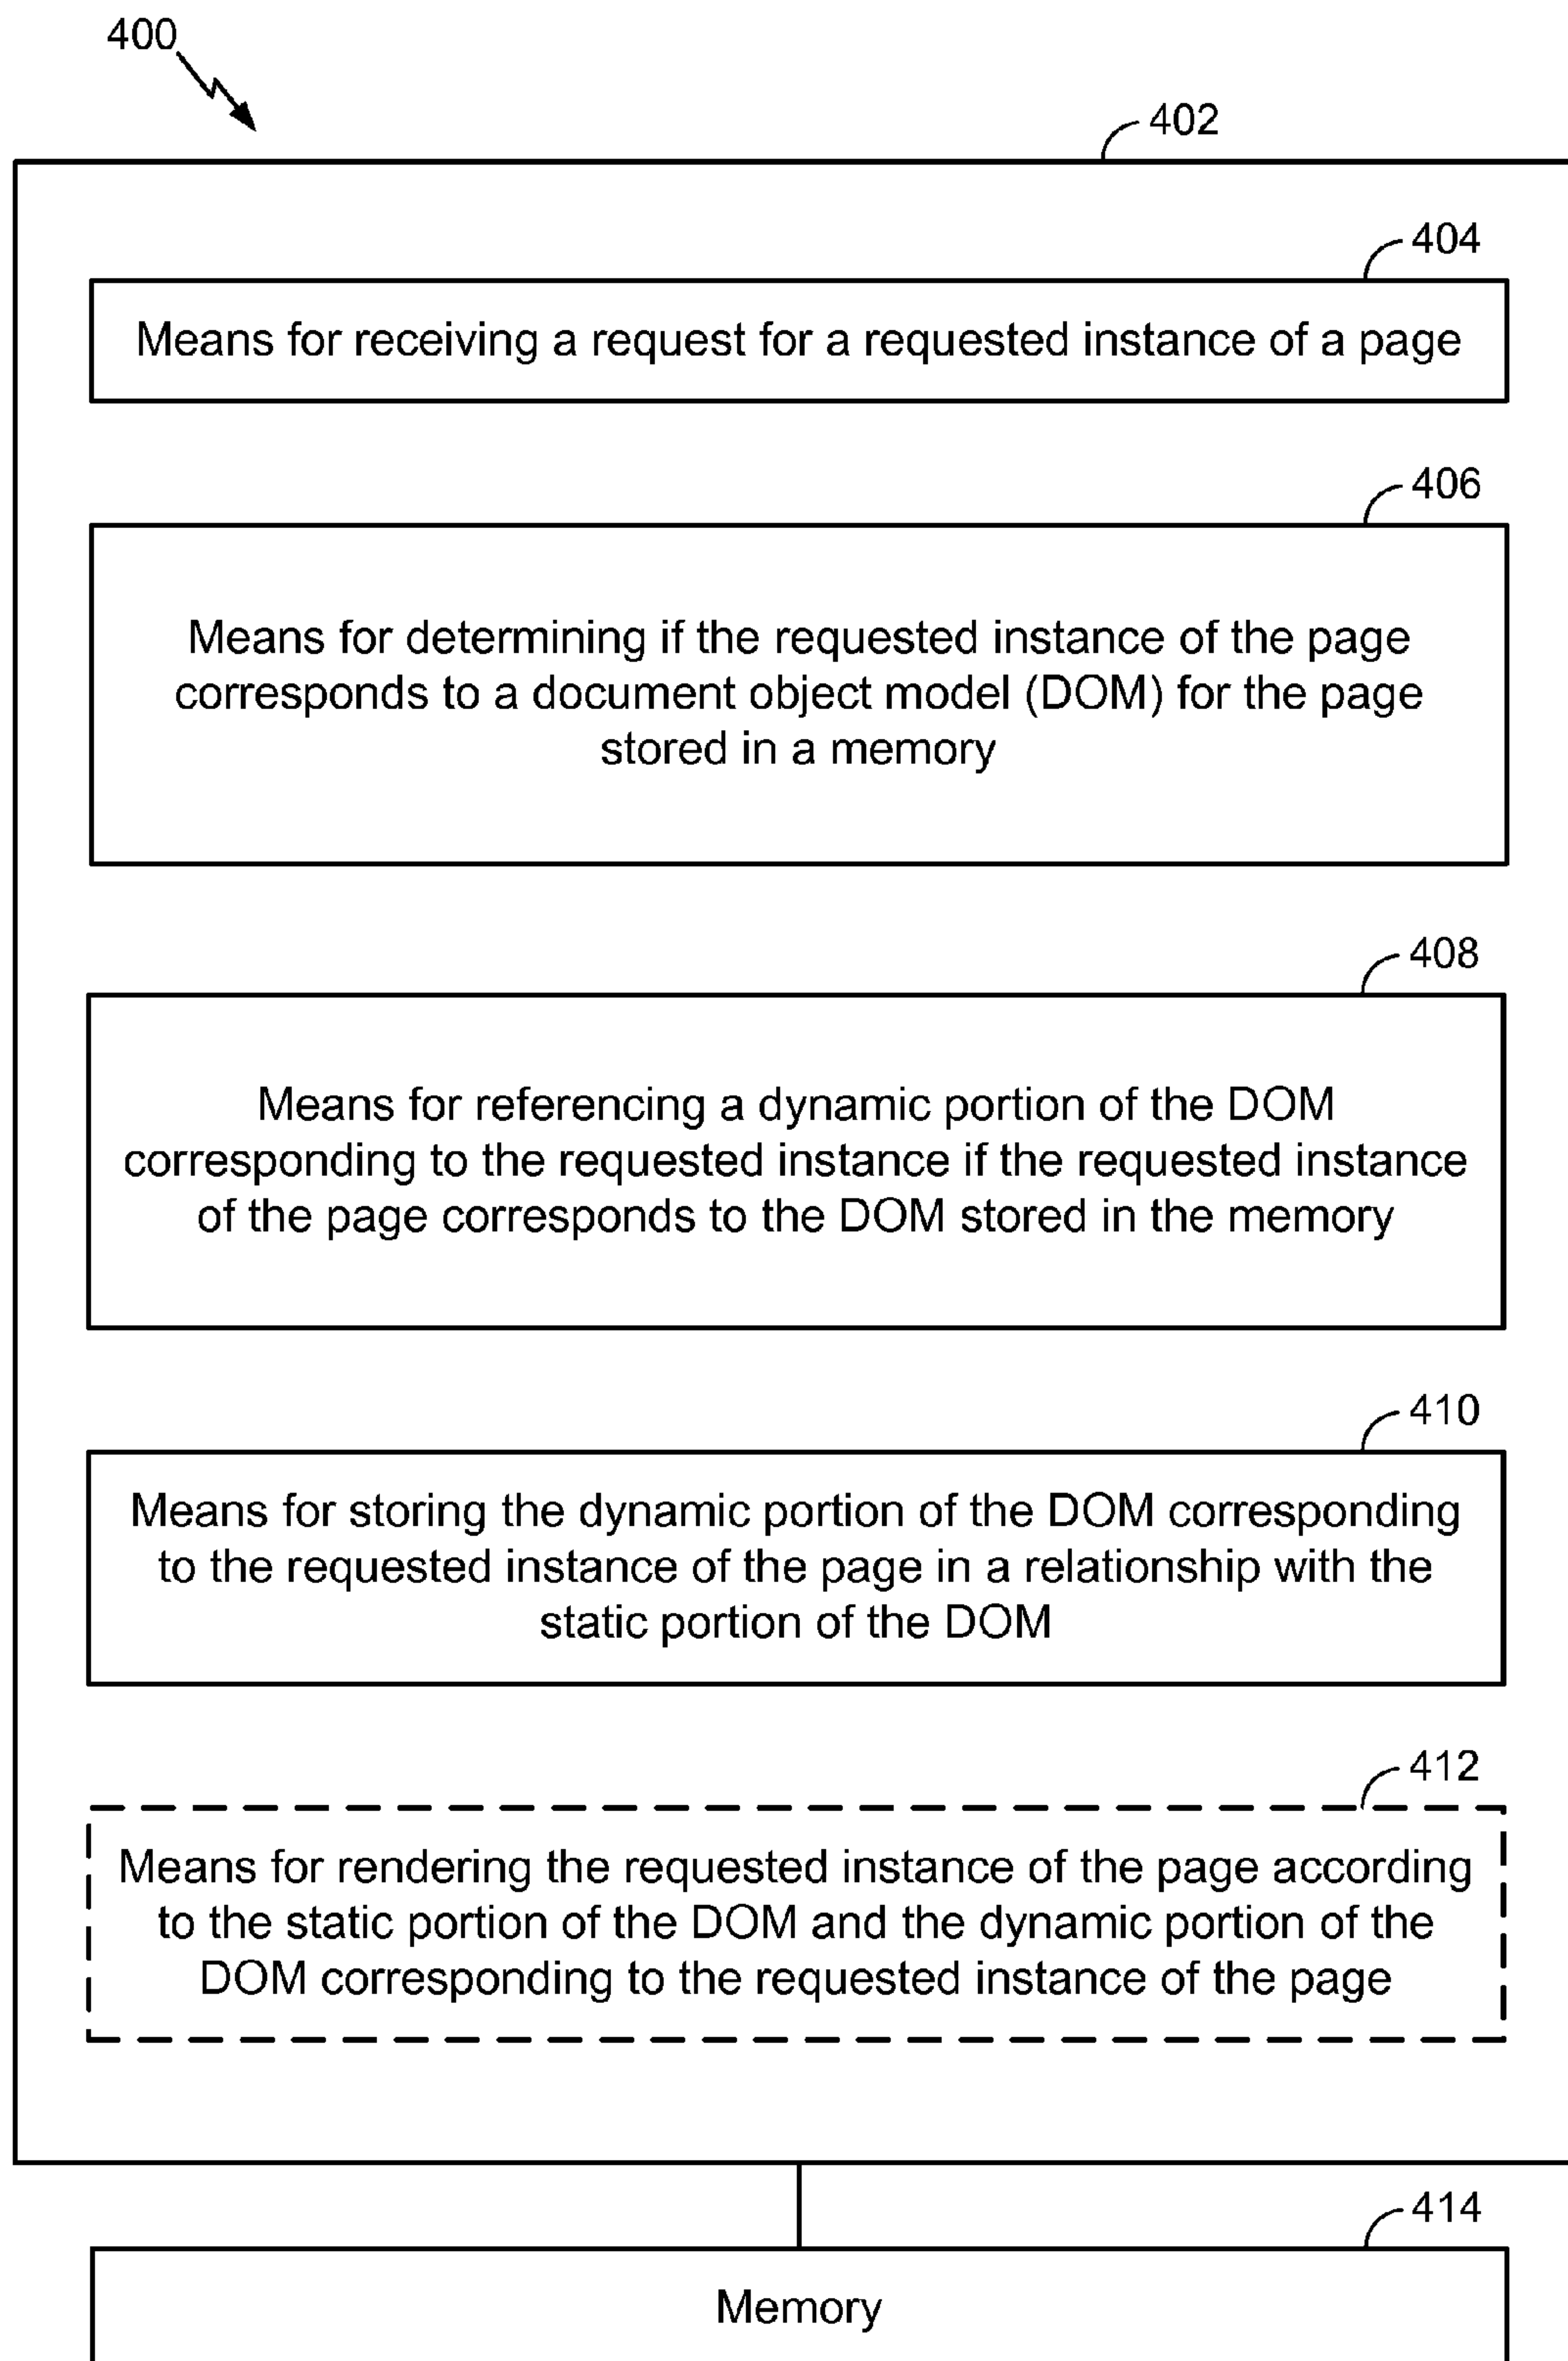 400
402
404
Means for receiving a request for a requested instance of a page
406
Means for determining if the requested instance of the page
corresponds to a document object model (DOM) for the page
stored in a memory
408
Means for referencing a dynamic portion of the DOM
corresponding to the requested instance if the requested instance
of the page corresponds to the DOM stored in the memory
410
Means for storing the dynamic portion of the DOM corresponding
to the requested instance of the page in a relationship with the
static portion of the DOM
412
Means for rendering the requested instance of the page according
to the static portion of the DOM and the dynamic portion of the
DOM corresponding to the requested instance of the page
414
Memory